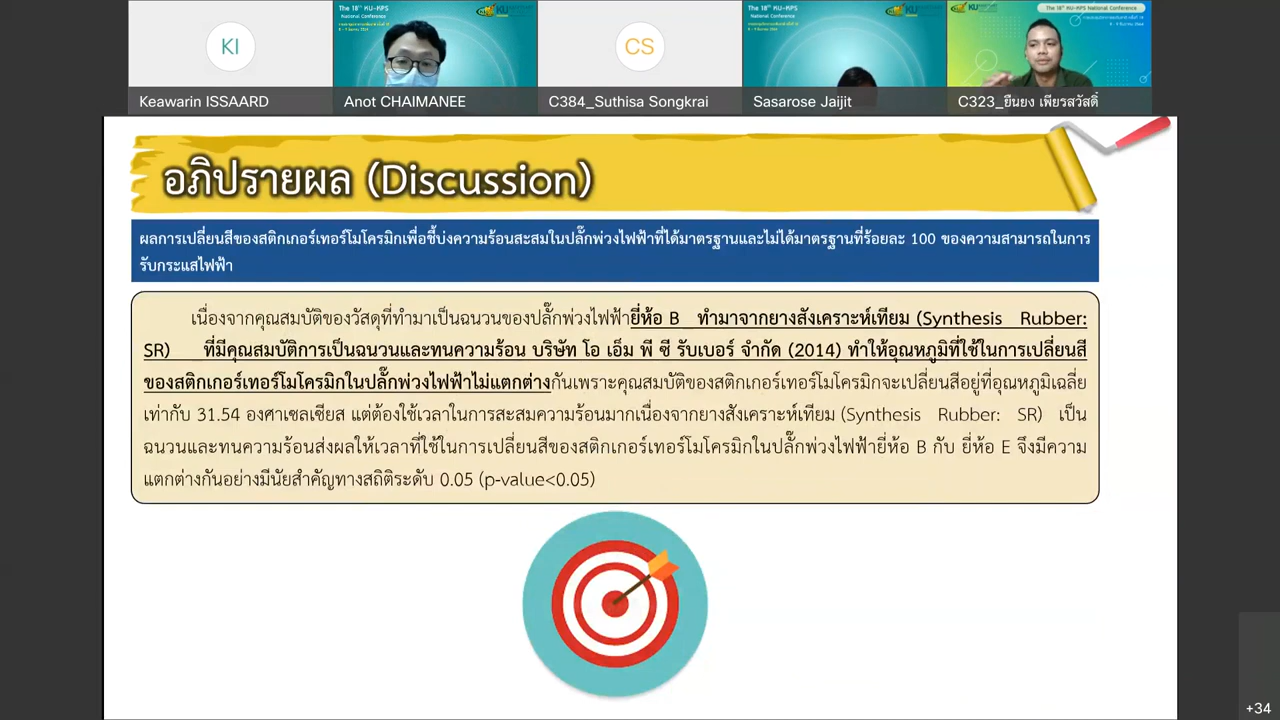 The 18th KU-KPS
National Conference
The 18th KU-KPS
National Conference
The 18th KU-KPS National Conference
KI
CS
Keawarin ISSAARD
Anot CHAIMANEE
C384_Suthisa Songkrai
Sasarose Jaijit
C323_ยืนยง เพียรสวัสดิ์
อภิปรายผล (Discussion)
ผลการเปลี่ยนสีของสติกเกอร์เทอร์โมโครมิกเพื่อชี้บ่งความร้อนสะสมในปลั๊กพ่วงไฟฟ้าที่ได้มาตรฐานและไม่ได้มาตรฐานที่ร้อยละ 100 ของความสามารถในการ
รับกระแสไฟฟ้า
เนื่องจากคุณสมบัติของวัสดุที่ทำมาเป็นฉนวนของปลั๊กพ่วงไฟฟ้ายี่ห้อ B ทำมาจากยางสังเคราะห์เทียม (Synthesis Rubber:
SR) ที่มีคุณสมบัติการเป็นฉนวนและทนความร้อน บริษัท โอ เอ็ม พี ซี รับเบอร์ จำกัด (2014) ทำให้อุณหภูมิที่ใช้ในการเปลี่ยนสี
ของสติกเกอร์เทอร์โมโครมิกในปลั๊กพ่วงไฟฟ้าไม่แตกต่างกันเพราะคุณสมบัติของสติกเกอร์เทอร์โมโครมิกจะเปลี่ยนสีอยู่ที่อุณหภูมิเฉลี่ย
เท่ากับ 31.54 องศาเซลเซียส แต่ต้องใช้เวลาในการสะสมความร้อนมากเนื่องจากยางสังเคราะห์เทียม (Synthesis Rubber: SR) เป็น
ฉนวนและทนความร้อนส่งผลให้เวลาที่ใช้ในการเปลี่ยนสีของสติกเกอร์เทอร์โมโครมิกในปลั๊กพ่วงไฟฟ้ายี่ห้อ B กับ ยี่ห้อ E จึงมีความ
แตกต่างกันอย่างมีนัยสำคัญทางสถิติระดับ 0.05 (p-value<0.05)
+34